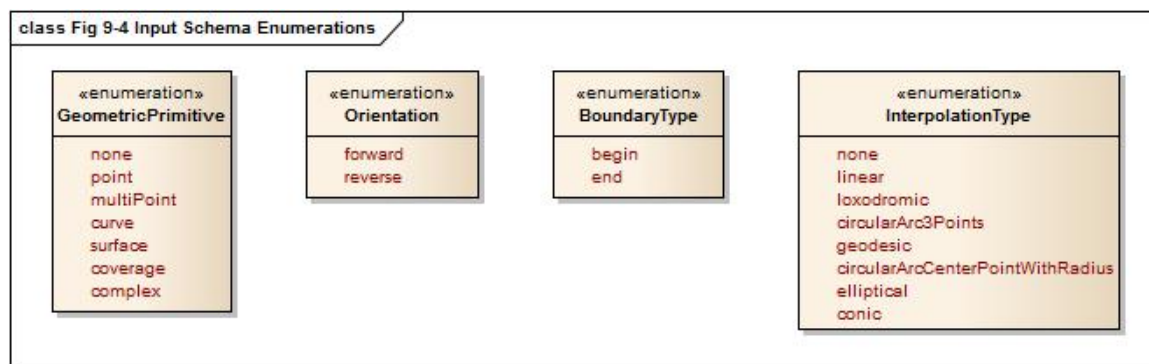 class Fig 9-4 Input Schema Enumerations
«enumeration»
GeometricPrimitive
none
point
multiPoint
curve
surface
coverage
complex
«enumeration»
Orientation
forward
reverse
«enumeration»
BoundaryType
begin
end
«enumeration»
InterpolationType
none
linear
loxodromic
circularArc3Points
geodesic
circularArcCenterPointWithRadius
elliptical
conic